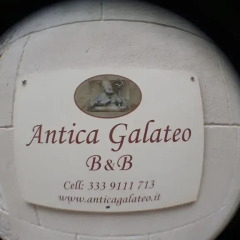 Antica Galateo
B&B
Cell: 333 9111 713
www.anticagalateo.it